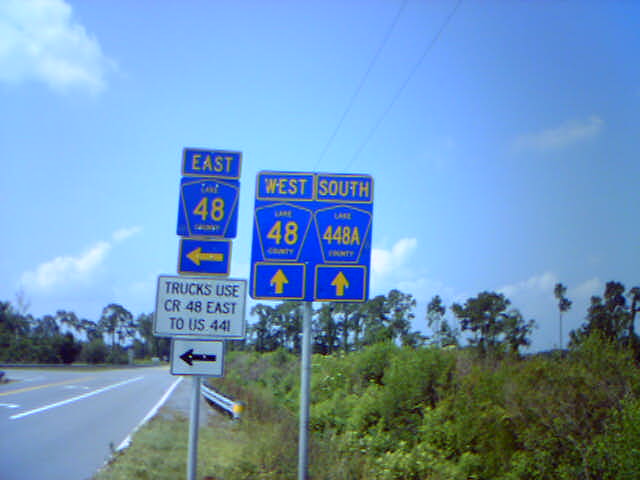 EAST
LAKE
48
COUNTY
TRUCKS USE
CR 48 EAST
TO US 441
WEST
LAKE
48
COUNTY
SOUTH
LAKE
448A
COUNTY